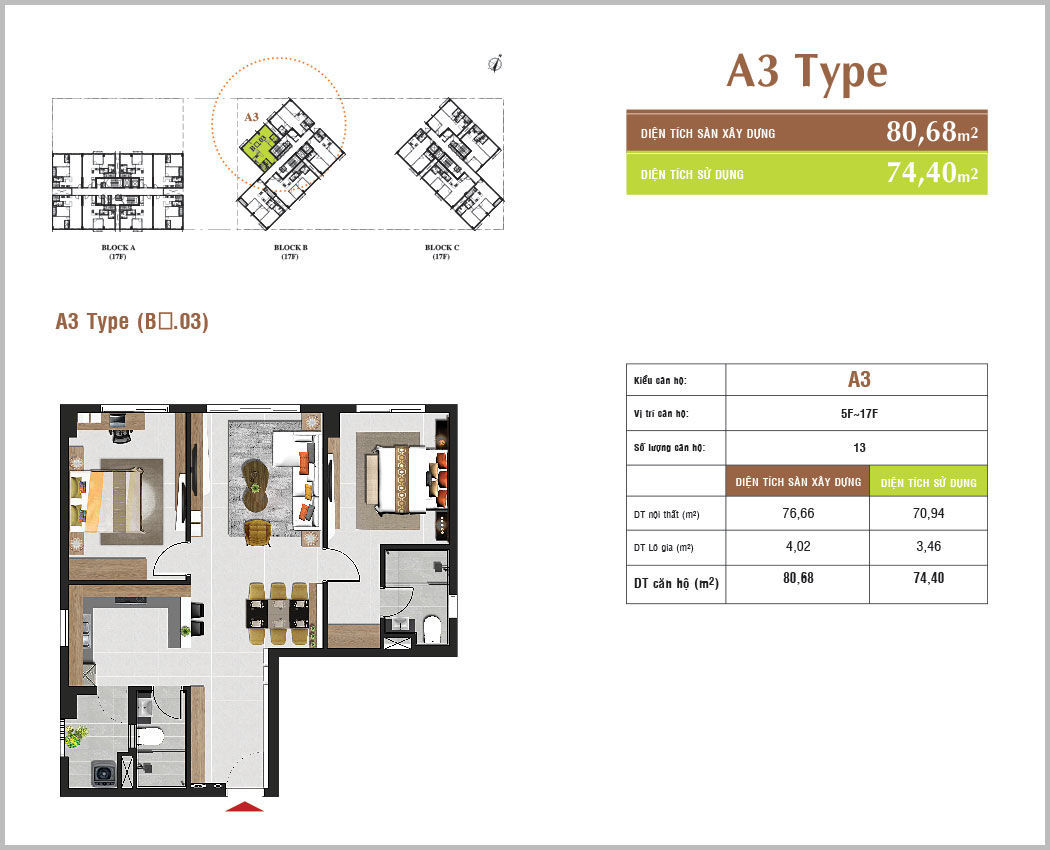 A3 Type
DIỆN TÍCH SÀN XÂY DỰNG 80,68m2
DIỆN TÍCH SỬ DỤNG 74,40m2
A3
B□.03
BLOCK A
(17F)
BLOCK B
(17F)
BLOCK C
(17F)
A3 Type (B□.03)
Kiểu căn hộ: A3
Vị trí căn hộ: 5F~17F
Số lượng căn hộ: 13
DIỆN TÍCH SÀN XÂY DỰNG DIỆN TÍCH SỬ DỤNG
DT nội thất (m²) 76,66 70,94
DT Lô gia (m²) 4,02 3,46
DT căn hộ (m²) 80,68 74,40